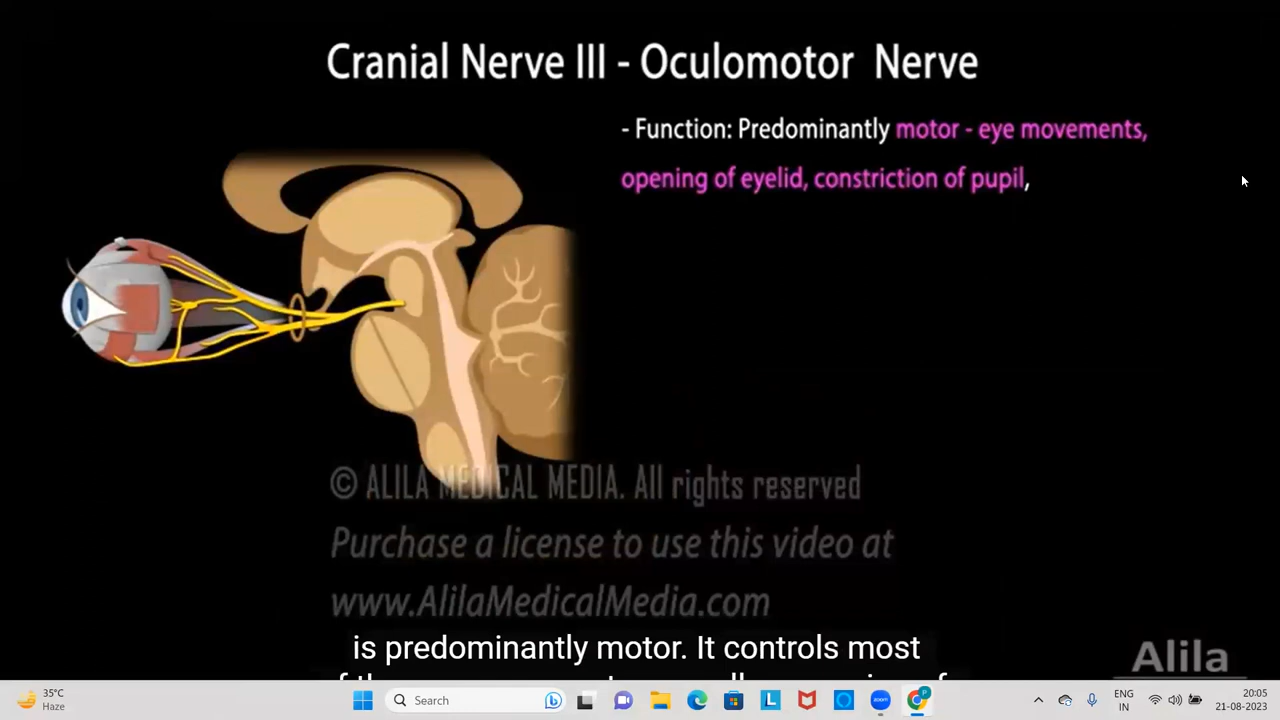 Cranial Nerve III - Oculomotor Nerve
- Function: Predominantly motor - eye movements,
opening of eyelid, constriction of pupil,
© ALILA MEDICAL MEDIA. All rights reserved
Purchase a license to use this video at
www.AlilaMedicalMedia.com
is predominantly motor. It controls most
Alila
35°C
Haze
Search
zoom
ENG
IN
20:05
21-08-2023